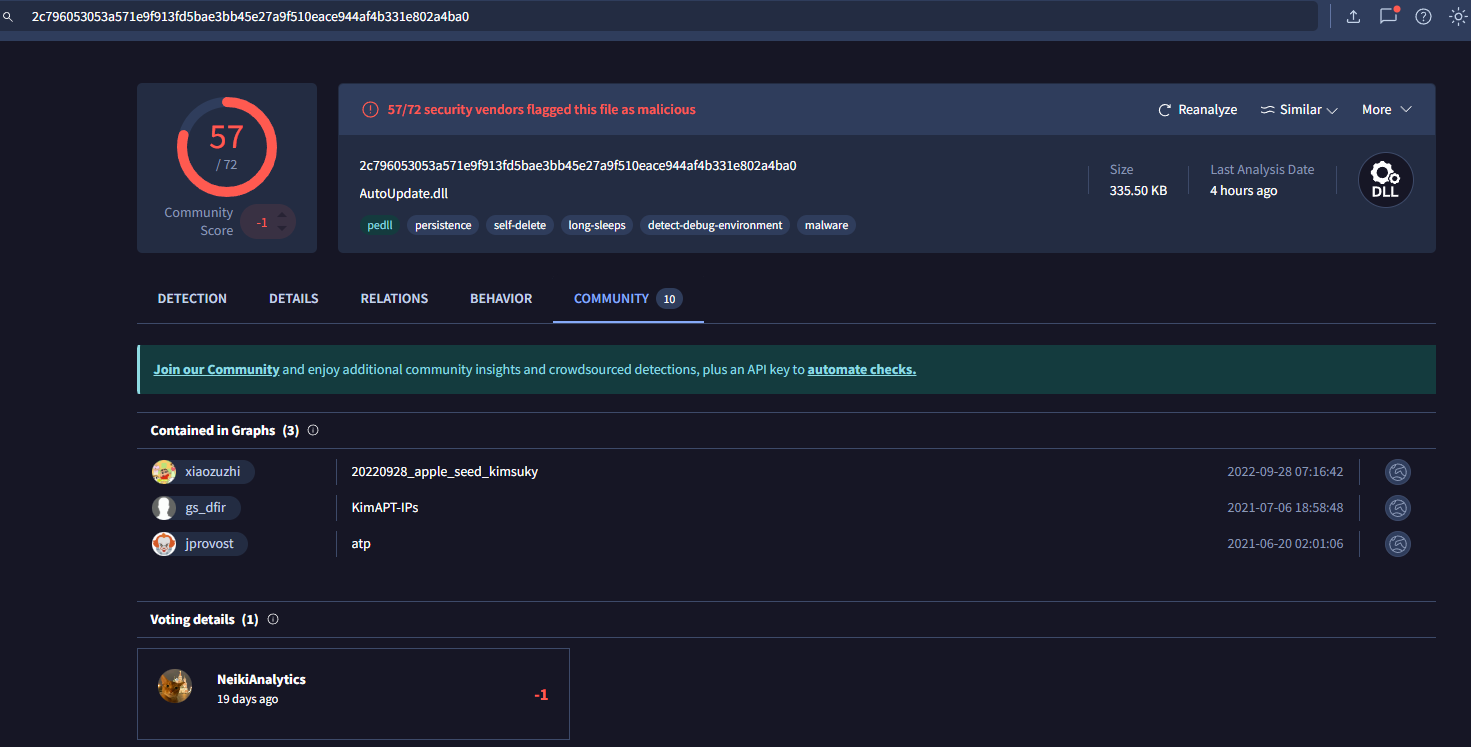 2c796053053a571e9f913fd5bae3bb45e27a9f510eace944af4b331e802a4ba0
57
/ 72
Community
Score
-1
57/72 security vendors flagged this file as malicious
Reanalyze
Similar
More
2c796053053a571e9f913fd5bae3bb45e27a9f510eace944af4b331e802a4ba0
AutoUpdate.dll
pedll
persistence
self-delete
long-sleeps
detect-debug-environment
malware
Size
335.50 KB
Last Analysis Date
4 hours ago
DLL
DETECTION DETAILS RELATIONS BEHAVIOR COMMUNITY 10
Join our Community and enjoy additional community insights and crowdsourced detections, plus an API key to automate checks.
Contained in Graphs (3)
xiaozuzhi 20220928_apple_seed_kimsuky 2022-09-28 07:16:42
gs_dfir KimAPT-IPs 2021-07-06 18:58:48
jprovost atp 2021-06-20 02:01:06
Voting details (1)
NeikiAnalytics
19 days ago
-1